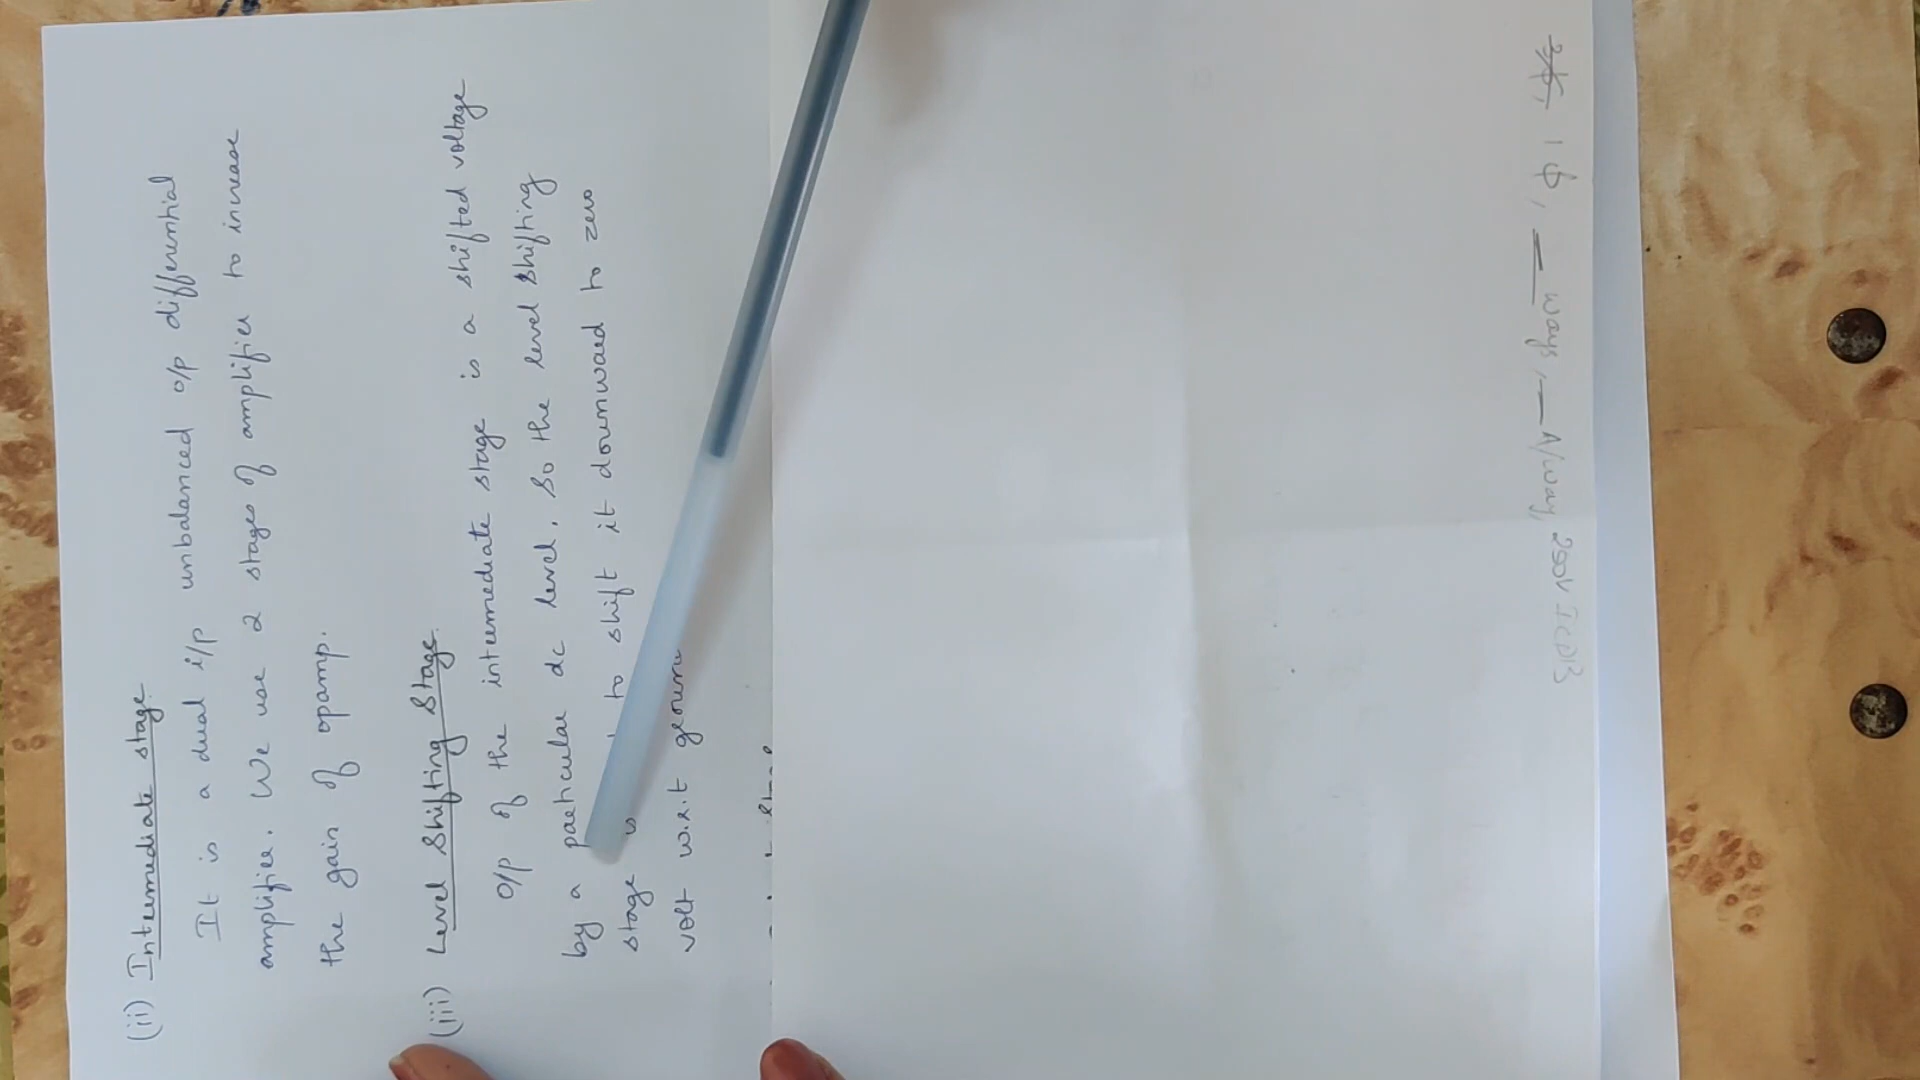 (ii) Intermediate stage.
It is a dual i/p unbalanced o/p differential
amplifier. We use 2 stages of amplifier to increase
the gain of opamp.
(iii) Level Shifting Stage.
O/p of the intermediate stage is a shifted voltage
by a particular dc level. So the level shifting
stage is to shift it downward to zero
volt w.r.t ground
1 ф, — ways, — A/way, 250V